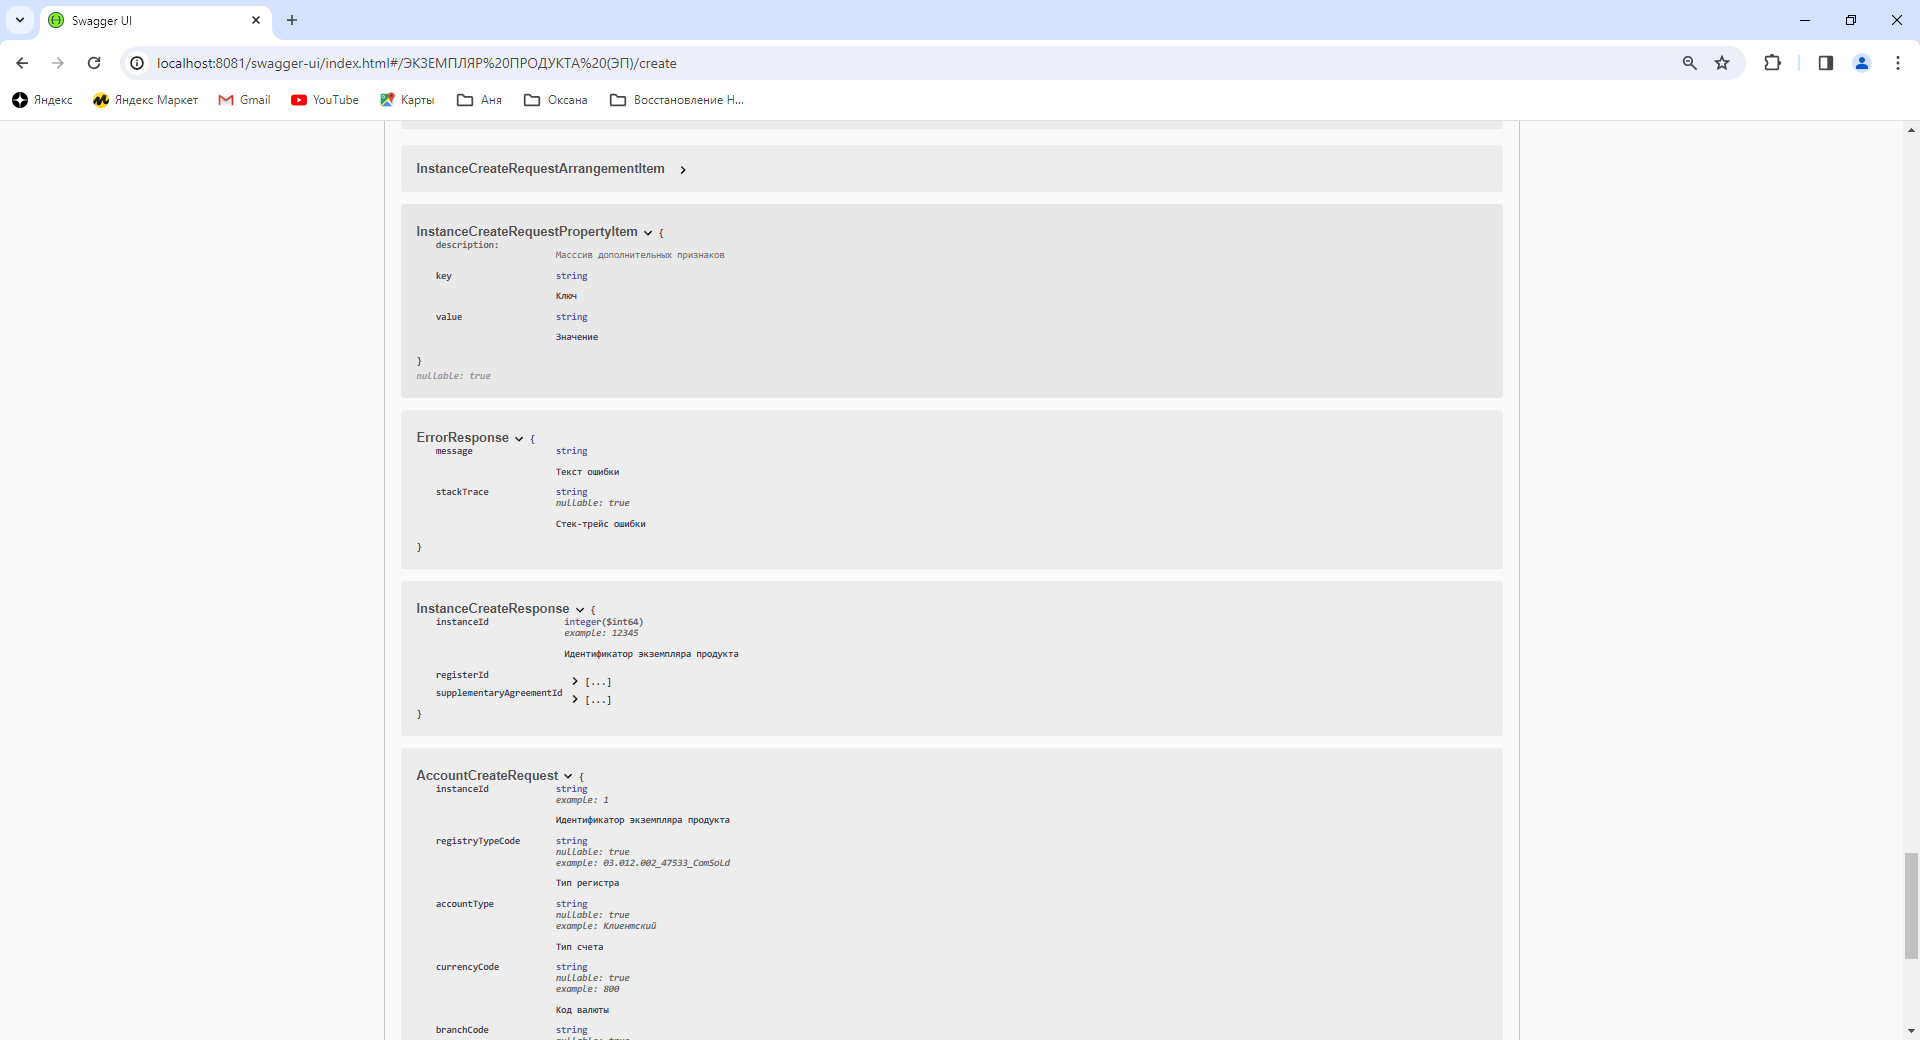 Swagger UI
localhost:8081/swagger-ui/index.html#/ЭКЗЕМПЛЯР%20ПРОДУКТА%20(ЭП)/create
Яндекс
Яндекс Маркет
Gmail
YouTube
Карты
Аня
Оксана
Восстановление Н...
InstanceCreateRequestArrangementItem
InstanceCreateRequestPropertyItem {
description:
Масссив дополнительных признаков
key string
Ключ
value string
Значение
}
nullable: true
ErrorResponse {
message string
Текст ошибки
stackTrace string
nullable: true
Стек-трейс ошибки
}
InstanceCreateResponse {
instanceId integer($int64)
example: 12345
Идентификатор экземпляра продукта
registerId [...]
supplementaryAgreementId [...]
}
AccountCreateRequest {
instanceId string
example: 1
Идентификатор экземпляра продукта
registryTypeCode string
nullable: true
example: 03.012.002_47533_ComSoLd
Тип регистра
accountType string
nullable: true
example: Клиентский
Тип счета
currencyCode string
nullable: true
example: 800
Код валюты
branchCode string